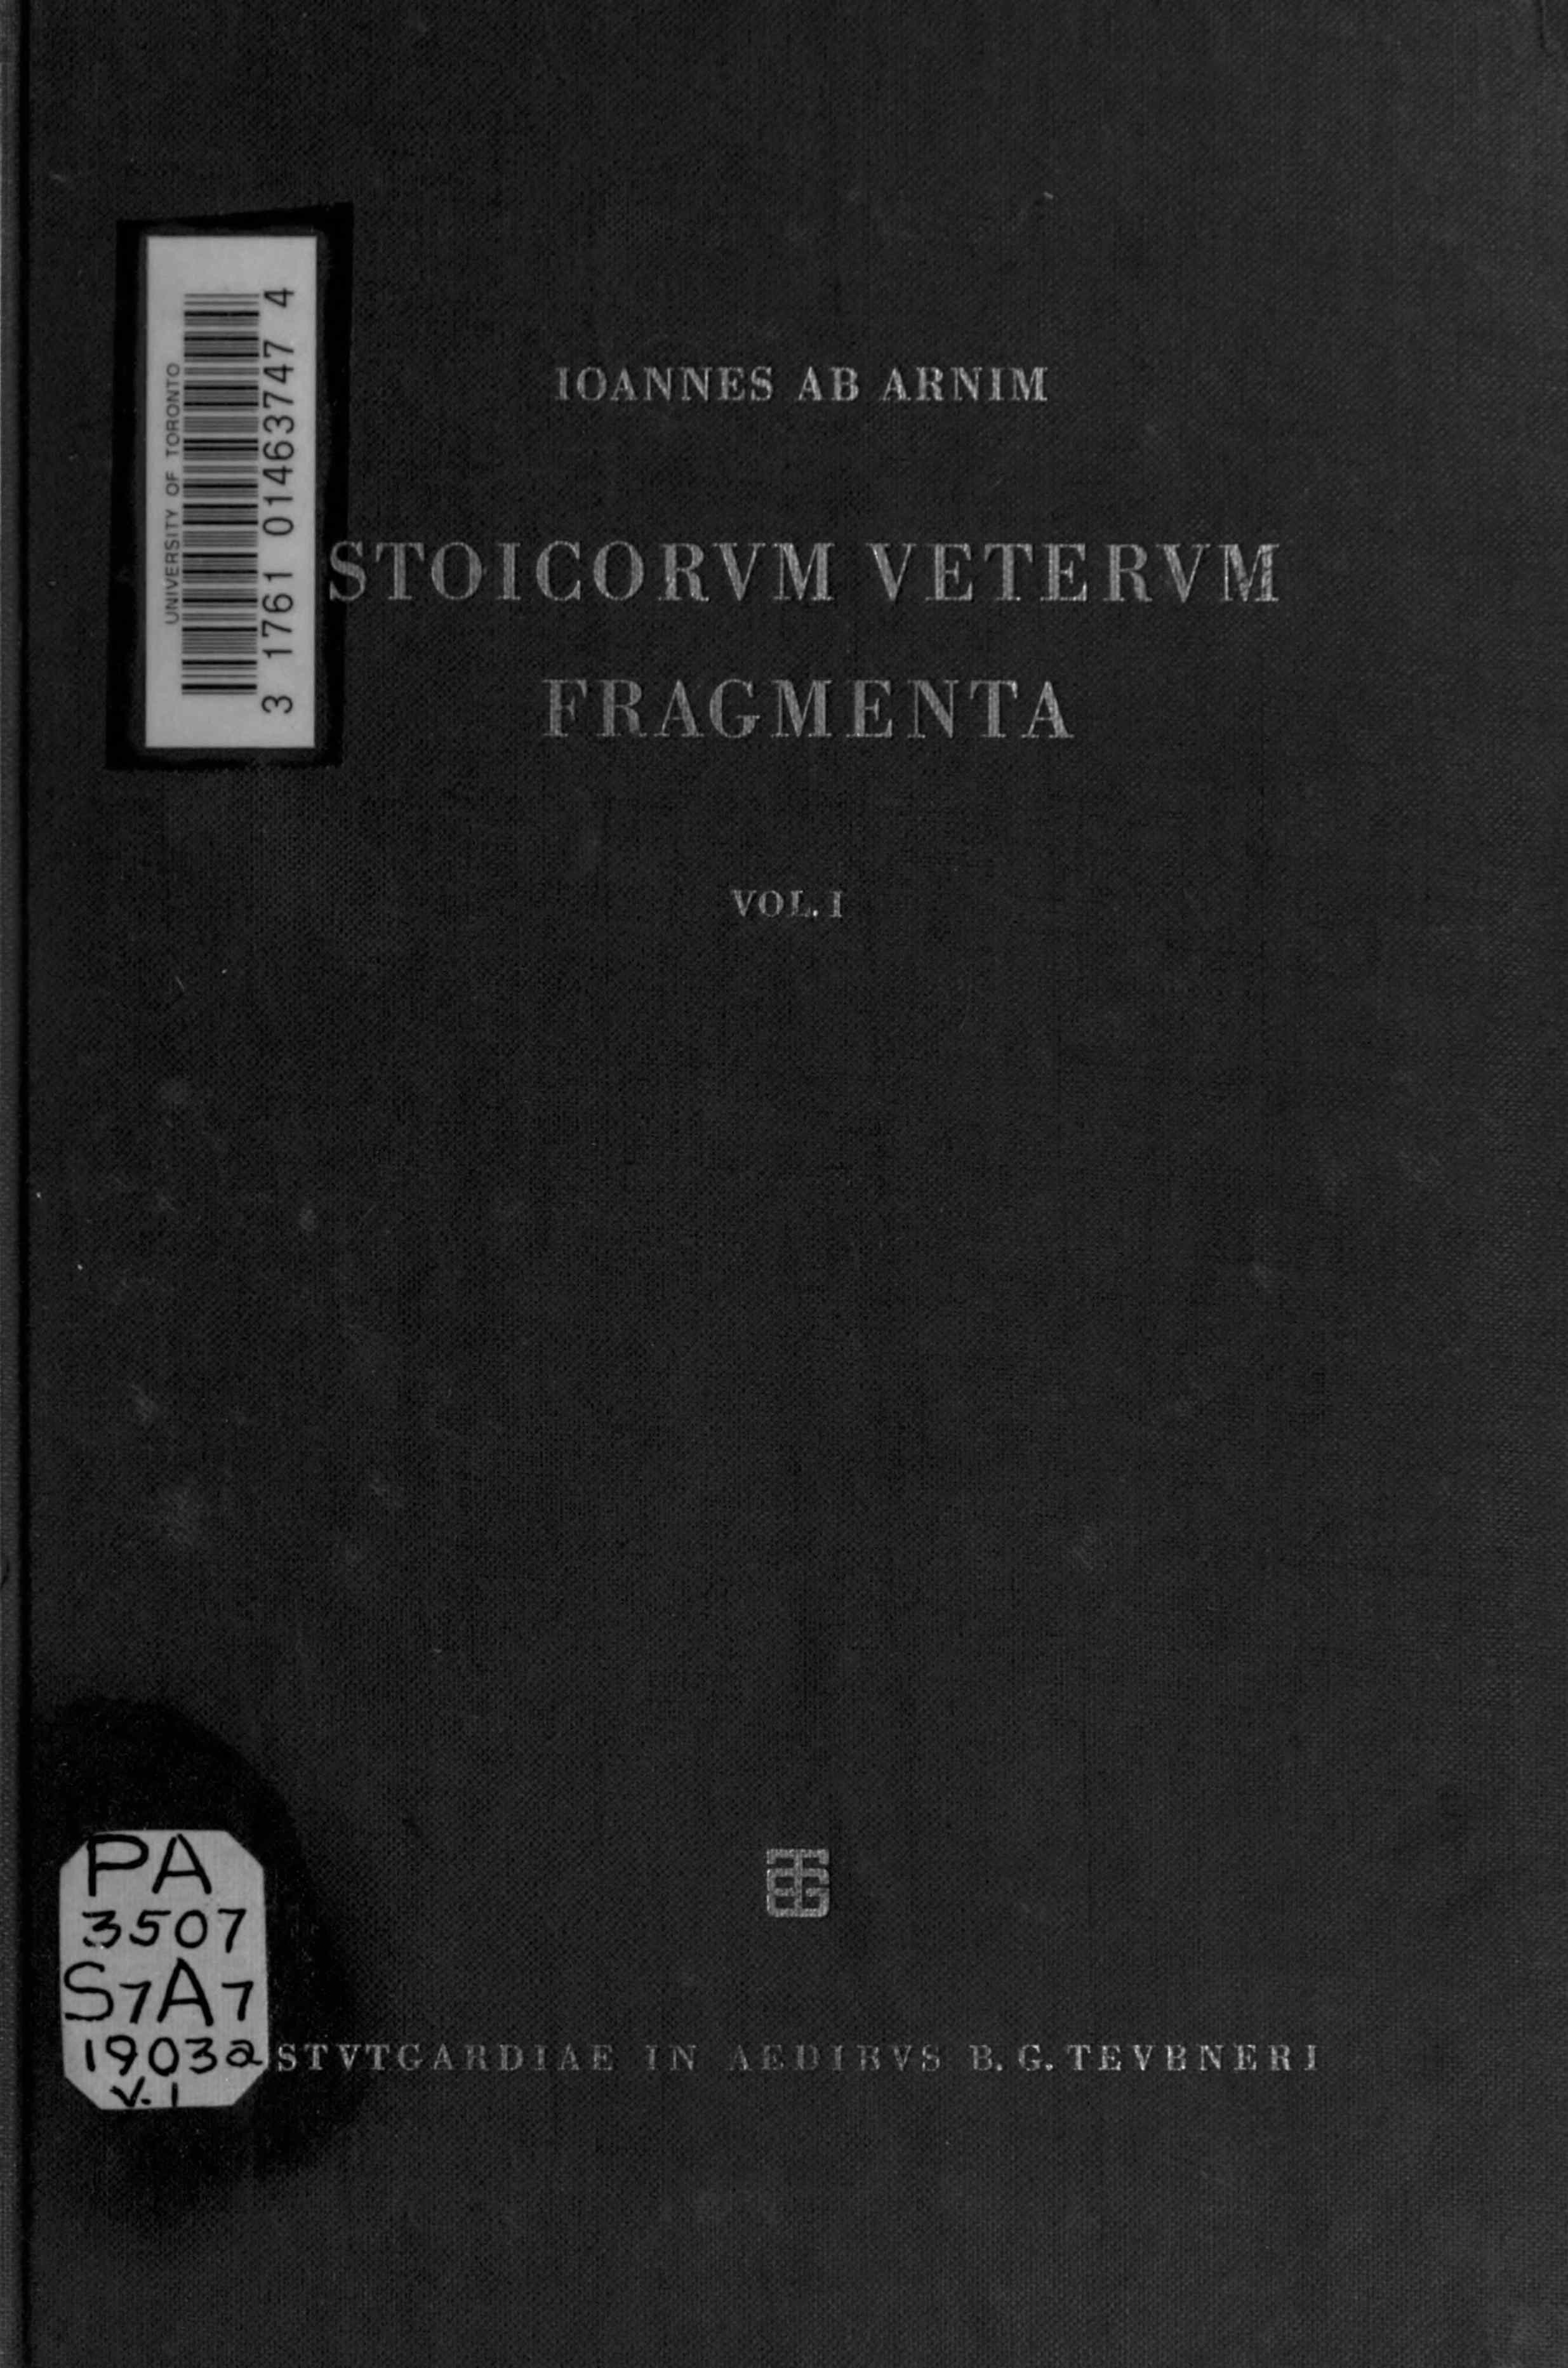 UNIVERSITY OF TORONTO
3 1761 01463747 4
IOANNES AB ARNIM
STOICORVM VETERVM
FRAGMENTA
VOL. I
BTG
PA
3507
S7A7
1903a
v.1
STVTGARDIAE IN AEDIBVS B. G. TEVBNERI